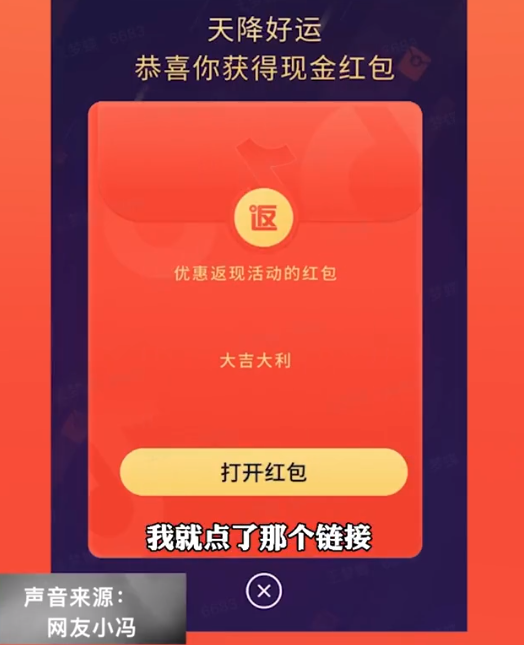 天降好运
恭喜你获得现金红包
返
优惠返现活动的红包
大吉大利
打开红包
我就点了那个链接
声音来源：
网友小冯